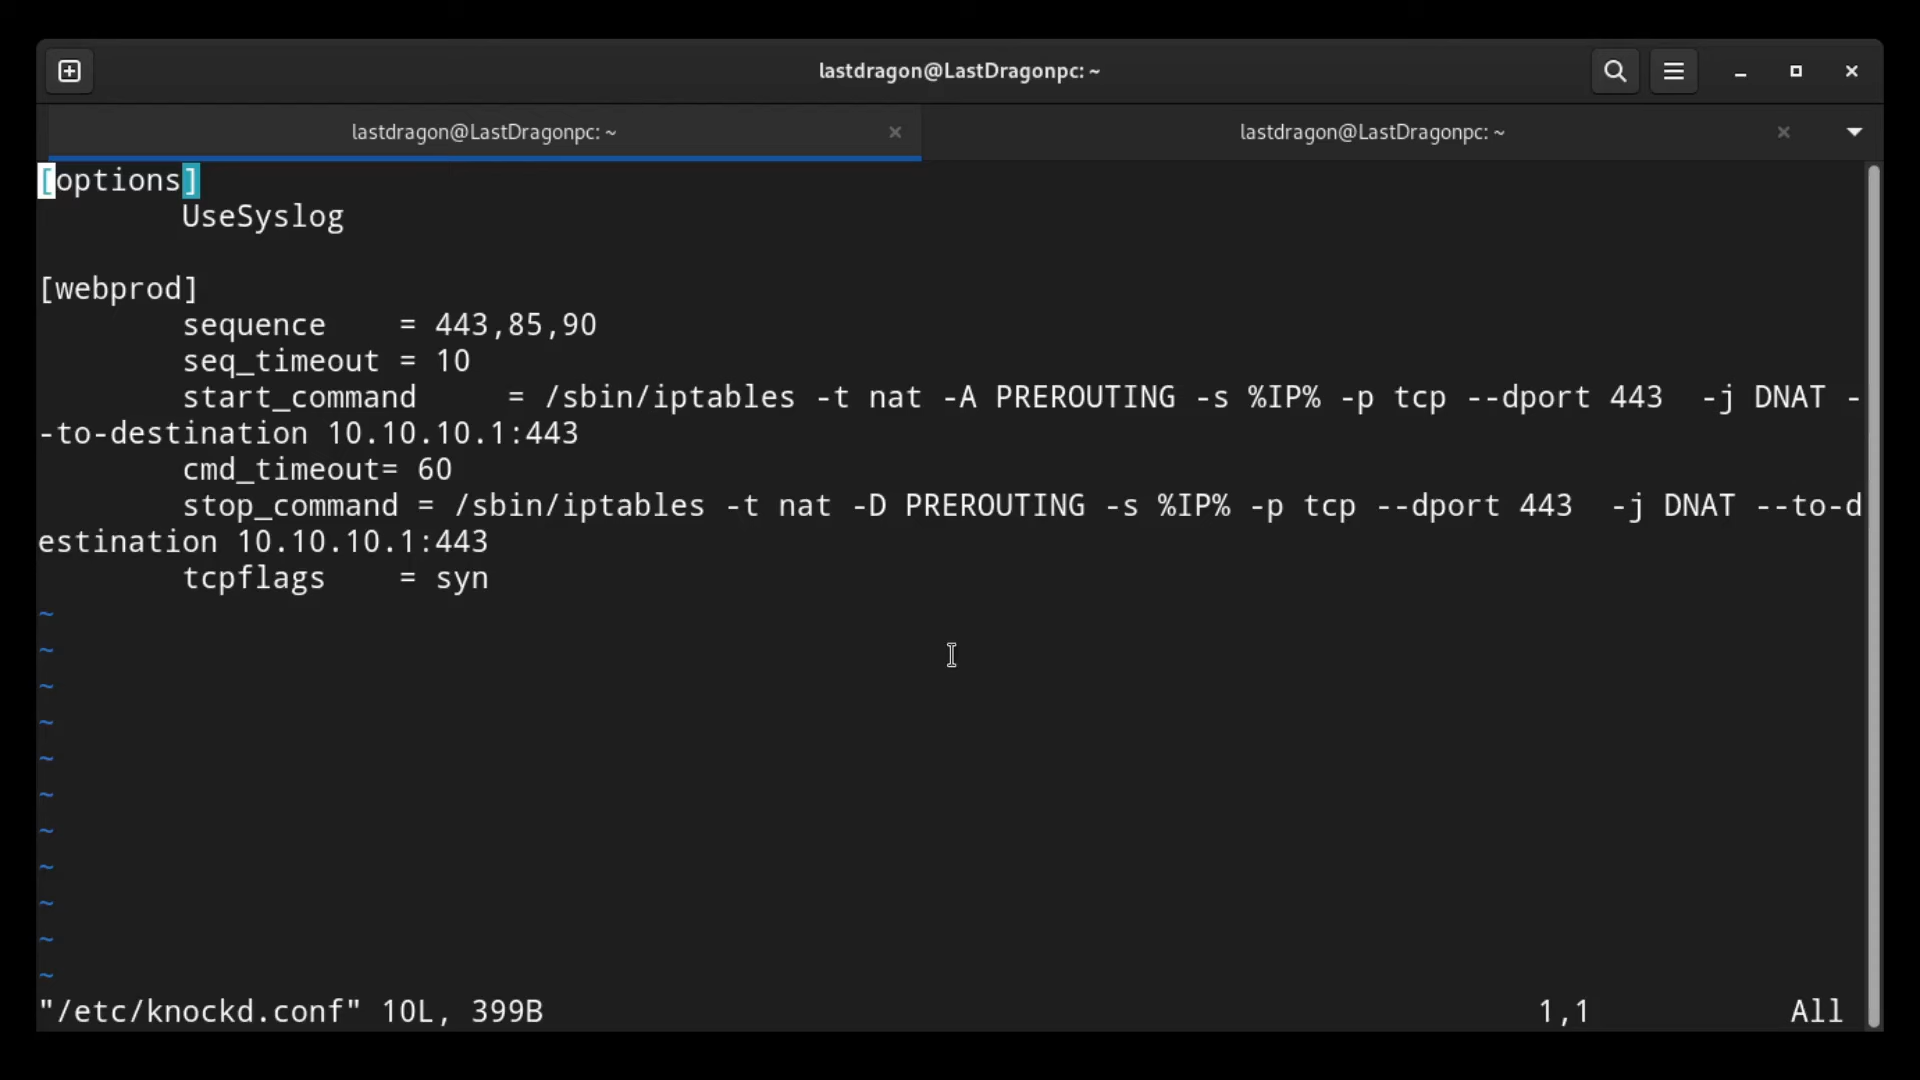 lastdragon@LastDragonpc: ~
lastdragon@LastDragonpc: ~
lastdragon@LastDragonpc: ~
[options]
        UseSyslog

[webprod]
        sequence    = 443,85,90
        seq_timeout = 10
        start_command     = /sbin/iptables -t nat -A PREROUTING -s %IP% -p tcp --dport 443  -j DNAT -
-to-destination 10.10.10.1:443
        cmd_timeout= 60
        stop_command = /sbin/iptables -t nat -D PREROUTING -s %IP% -p tcp --dport 443  -j DNAT --to-d
estination 10.10.10.1:443
        tcpflags    = syn
~
~
~
~
~
~
~
~
~
~
~
"/etc/knockd.conf" 10L, 399B 1,1 All